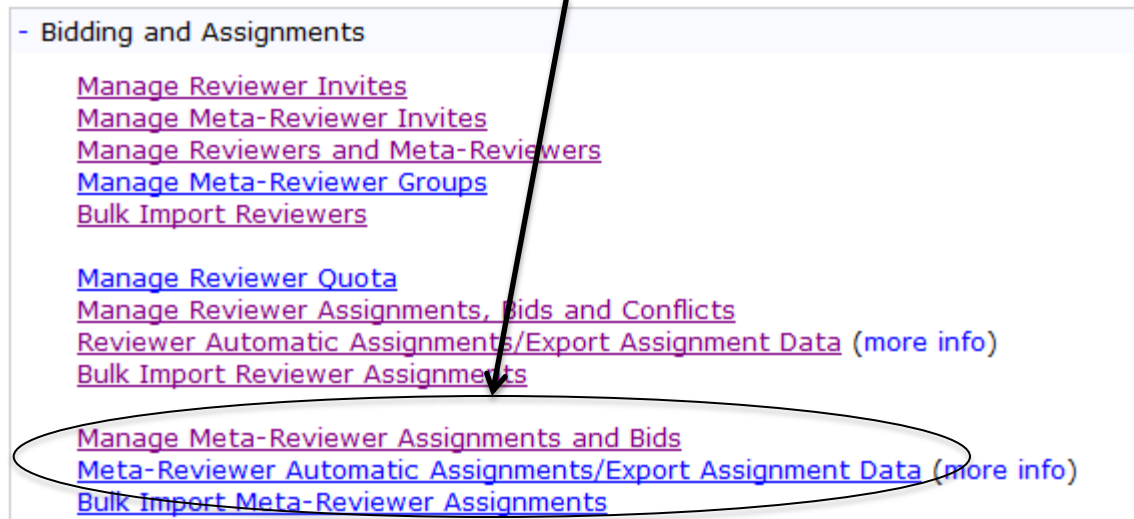 - Bidding and Assignments
Manage Reviewer Invites
Manage Meta-Reviewer Invites
Manage Reviewers and Meta-Reviewers
Manage Meta-Reviewer Groups
Bulk Import Reviewers
Manage Reviewer Quota
Manage Reviewer Assignments, Bids and Conflicts
Reviewer Automatic Assignments/Export Assignment Data (more info)
Bulk Import Reviewer Assignments
Manage Meta-Reviewer Assignments and Bids
Meta-Reviewer Automatic Assignments/Export Assignment Data (more info)
Bulk Import Meta-Reviewer Assignments